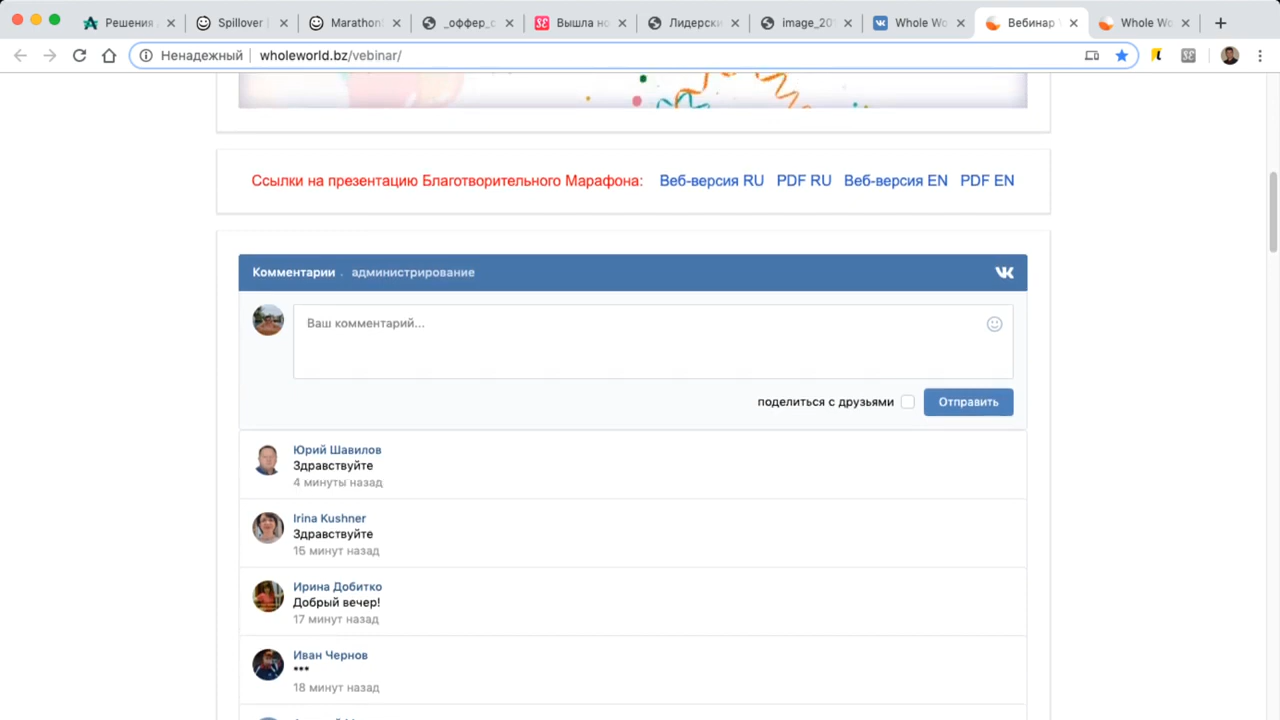 Решения
Spillover
Marathon
_оффер_с
Вышла но
Лидерски
image_20
Whole Wo
Вебинар
Whole Wo
Ненадежный
wholeworld.bz/vebinar/
Ссылки на презентацию Благотворительного Марафона: Веб-версия RU PDF RU Веб-версия EN PDF EN
Комментарии . администрирование
Ваш комментарий...
поделиться с друзьями Отправить
Юрий Шавилов
Здравствуйте
4 минуты назад
Irina Kushner
Здравствуйте
15 минут назад
Ирина Добитко
Добрый вечер!
17 минут назад
Иван Чернов
***
18 минут назад